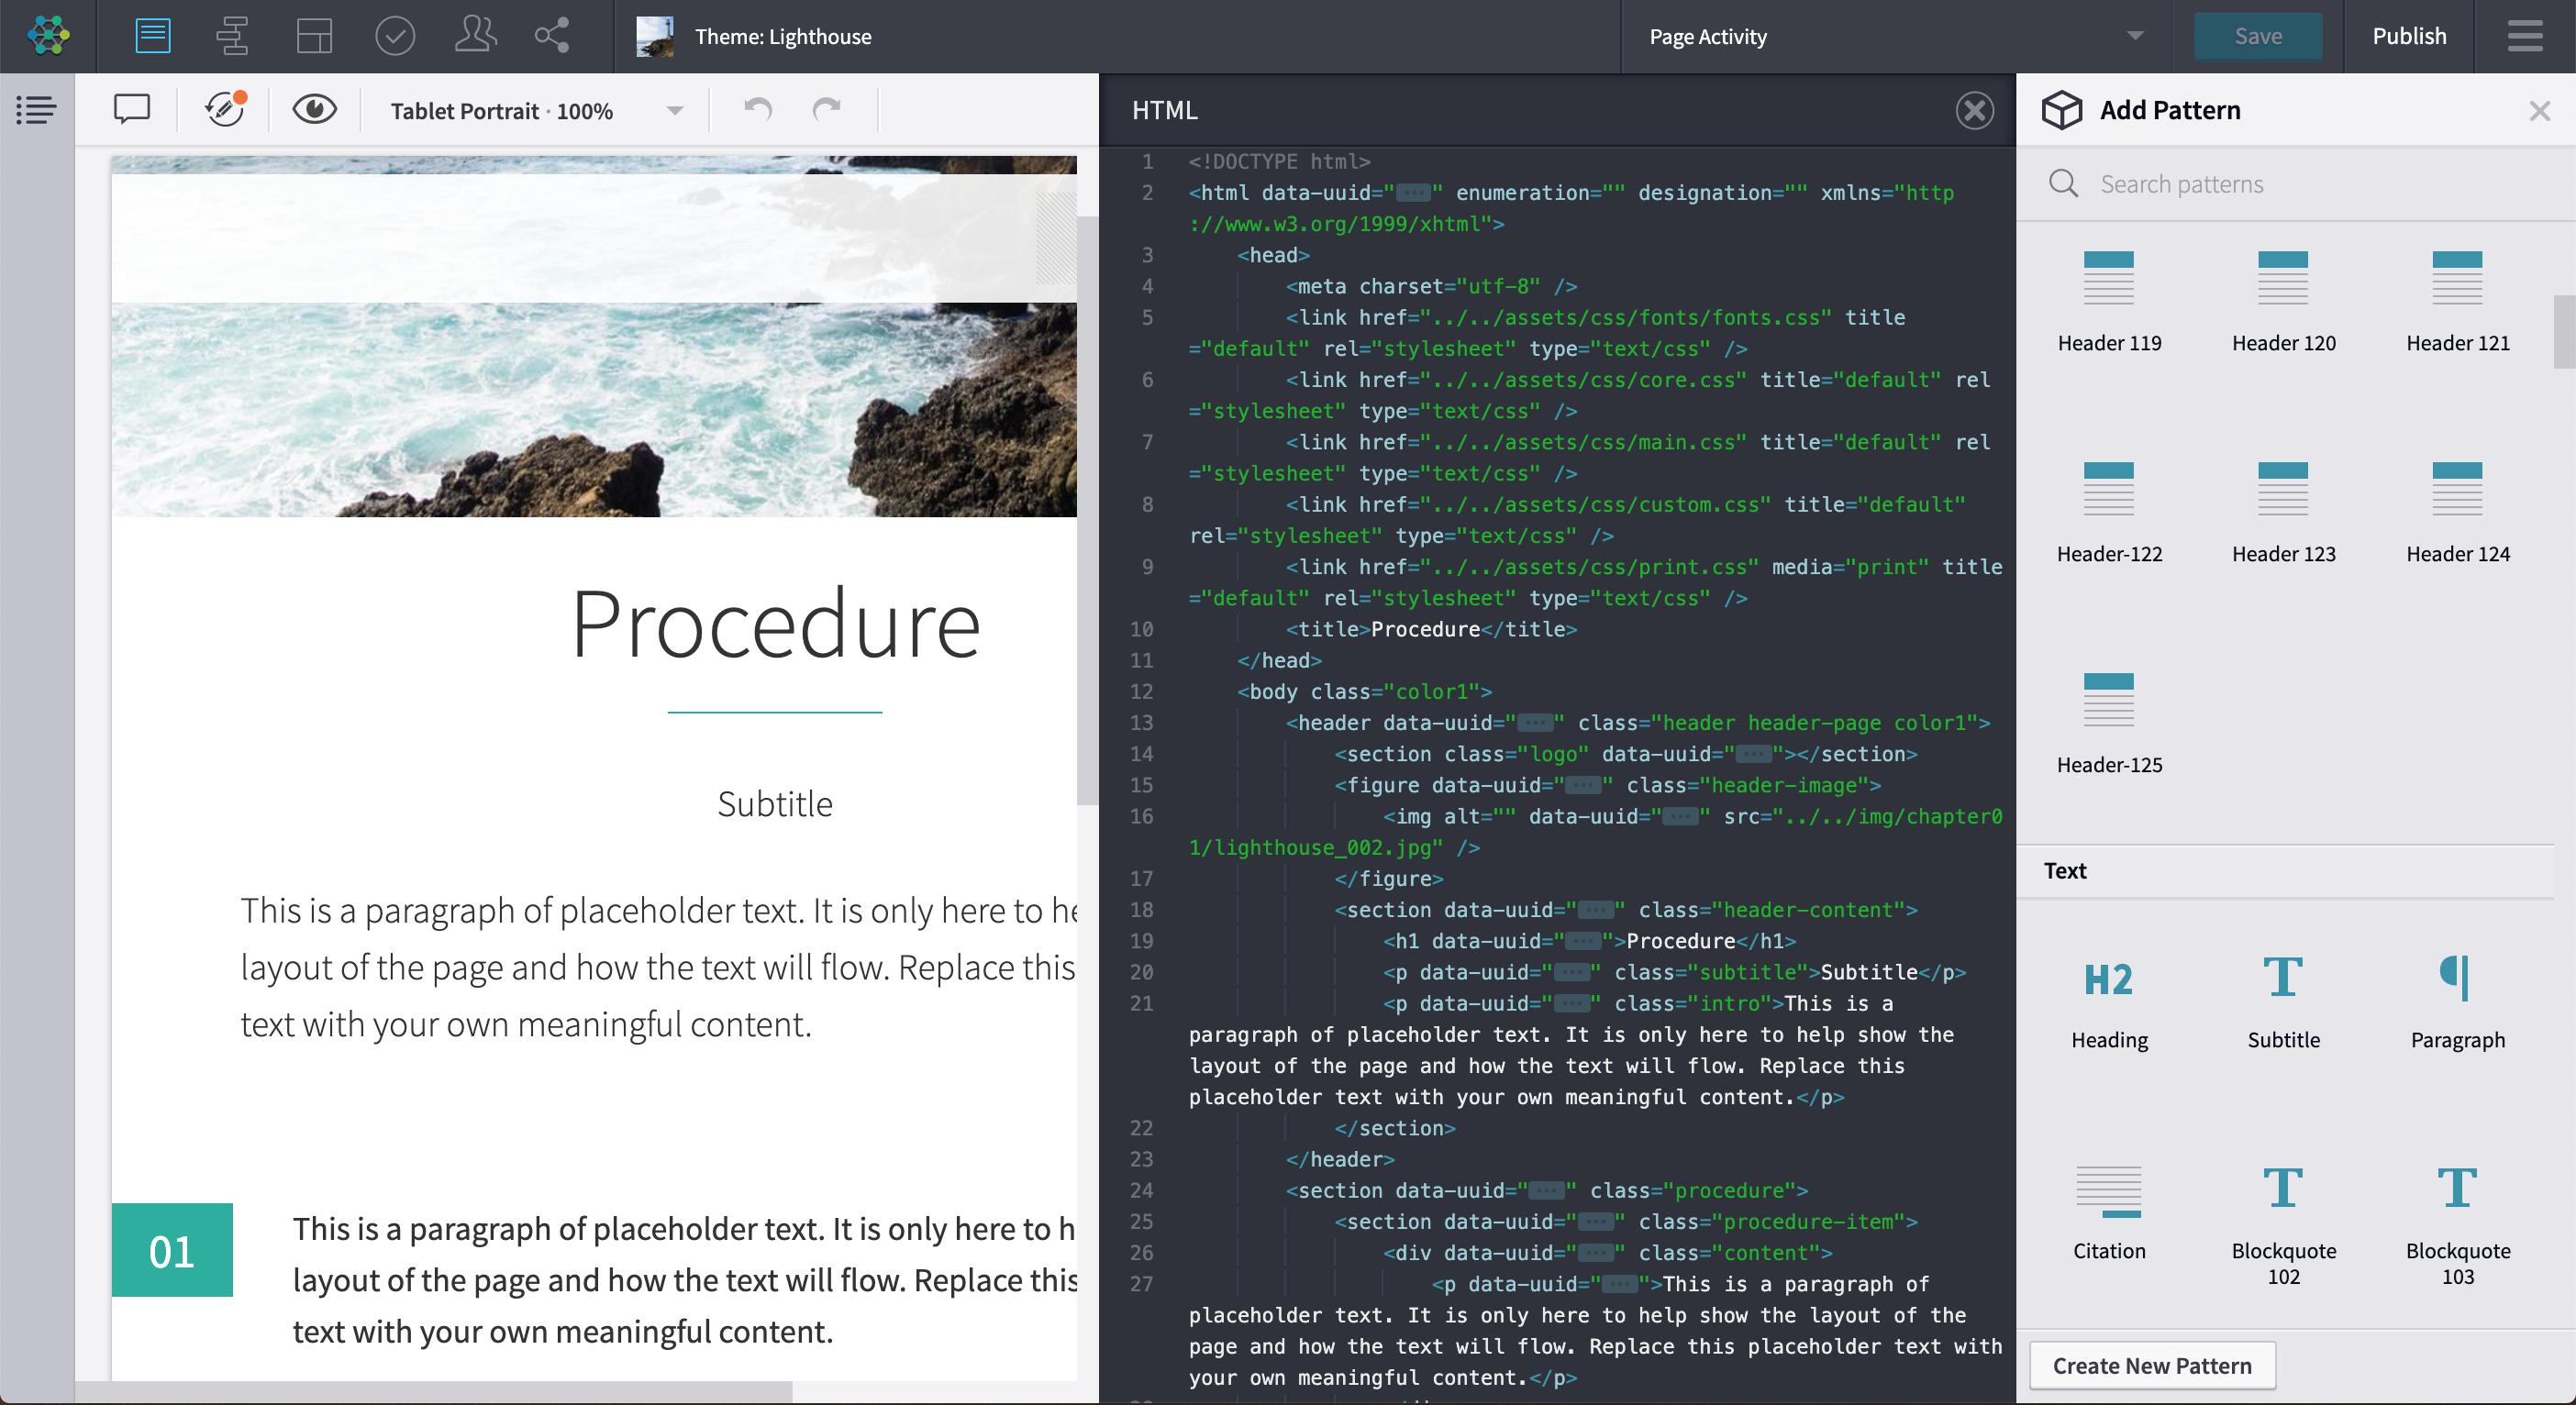 Theme: Lighthouse
Page Activity
Save
Publish
Tablet Portrait · 100%
Procedure
Subtitle
This is a paragraph of placeholder text. It is only here to he
layout of the page and how the text will flow. Replace this
text with your own meaningful content.
01
This is a paragraph of placeholder text. It is only here to h
layout of the page and how the text will flow. Replace this
text with your own meaningful content.
HTML
1 <!DOCTYPE html>
2 <html data-uuid="···" enumeration="" designation="" xmlns="http
://www.w3.org/1999/xhtml">
3 <head>
4 <meta charset="utf-8" />
5 <link href="../../assets/css/fonts/fonts.css" title
="default" rel="stylesheet" type="text/css" />
6 <link href="../../assets/css/core.css" title="default" rel
="stylesheet" type="text/css" />
7 <link href="../../assets/css/main.css" title="default" rel
="stylesheet" type="text/css" />
8 <link href="../../assets/css/custom.css" title="default"
rel="stylesheet" type="text/css" />
9 <link href="../../assets/css/print.css" media="print" title
="default" rel="stylesheet" type="text/css" />
10 <title>Procedure</title>
11 </head>
12 <body class="color1">
13 <header data-uuid="···" class="header header-page color1">
14 <section class="logo" data-uuid="···"></section>
15 <figure data-uuid="···" class="header-image">
16 <img alt="" data-uuid="···" src="../../img/chapter0
1/lighthouse_002.jpg" />
17 </figure>
18 <section data-uuid="···" class="header-content">
19 <h1 data-uuid="···">Procedure</h1>
20 <p data-uuid="···" class="subtitle">Subtitle</p>
21 <p data-uuid="···" class="intro">This is a
paragraph of placeholder text. It is only here to help show the
layout of the page and how the text will flow. Replace this
placeholder text with your own meaningful content.</p>
22 </section>
23 </header>
24 <section data-uuid="···" class="procedure">
25 <section data-uuid="···" class="procedure-item">
26 <div data-uuid="···" class="content">
27 <p data-uuid="···">This is a paragraph of
placeholder text. It is only here to help show the layout of the
page and how the text will flow. Replace this placeholder text with
your own meaningful content.</p>
Add Pattern
Search patterns
Header 119
Header 120
Header 121
Header-122
Header 123
Header 124
Header-125
Text
H2
Heading
T
Subtitle
¶
Paragraph
Citation
T
Blockquote
102
T
Blockquote
103
Create New Pattern